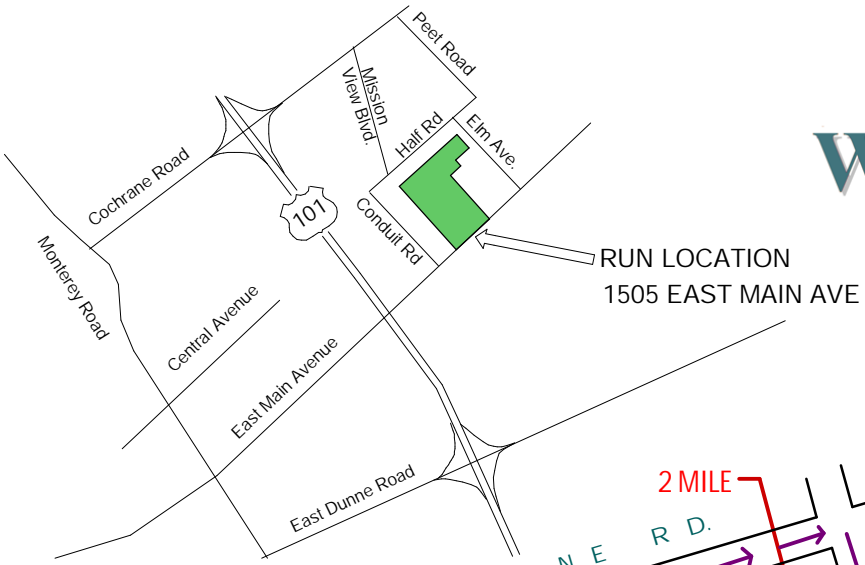 Peet Road
Mission
View Blvd.
Half Rd
Elm Ave.
Cochrane Road
101
Conduit Rd
Monterey Road
RUN LOCATION
1505 EAST MAIN AVE
Central Avenue
East Main Avenue
East Dunne Road
2 MILE
N E R D.
W